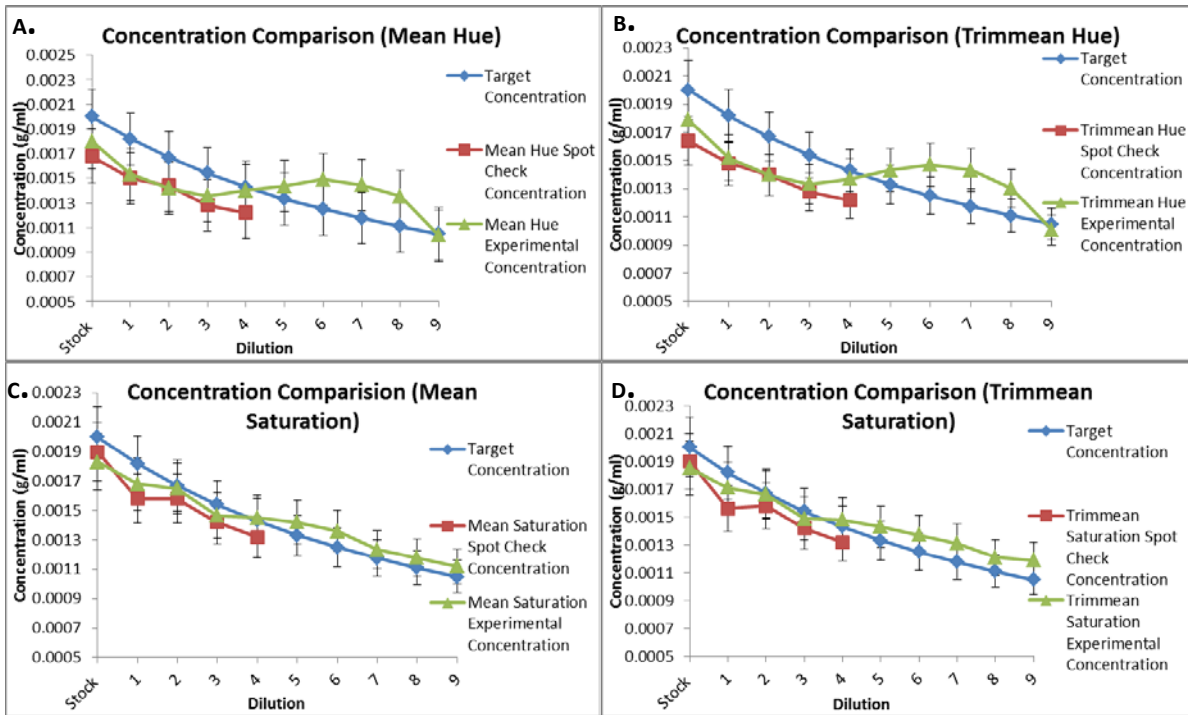 A.
Concentration Comparison (Mean Hue)
Concentration (g/ml)
0.0025
0.0023
0.0021
0.0019
0.0017
0.0015
0.0013
0.0011
0.0009
0.0007
0.0005
Stock 1 2 3 4 5 6 7 8 9
Dilution
Target
Concentration
Mean Hue Spot
Check
Concentration
Mean Hue
Experimental
Concentration
B.
Concentration Comparison (Trimmean Hue)
Concentration (g/ml)
0.0023
0.0021
0.0019
0.0017
0.0015
0.0013
0.0011
0.0009
0.0007
0.0005
Stock 1 2 3 4 5 6 7 8 9
Dilution
Target
Concentration
Trimmean Hue
Spot Check
Concentration
Trimmean Hue
Experimental
Concentration
C.
Concentration Comparision (Mean
Saturation)
Concentration (g/ml)
0.0023
0.0021
0.0019
0.0017
0.0015
0.0013
0.0011
0.0009
0.0007
0.0005
Stock 1 2 3 4 5 6 7 8 9
Dilution
Target
Concentration
Mean Saturation
Spot Check
Concentration
Mean Saturation
Experimental
Concentration
D.
Concentration Comparison (Trimmean
Saturation)
Concentration (g/ml)
0.0023
0.0021
0.0019
0.0017
0.0015
0.0013
0.0011
0.0009
0.0007
0.0005
Stock 1 2 3 4 5 6 7 8 9
Dilution
Target
Concentration
Trimmean
Saturation Spot
Check
Concentration
Trimmean
Saturation
Experimental
Concentration